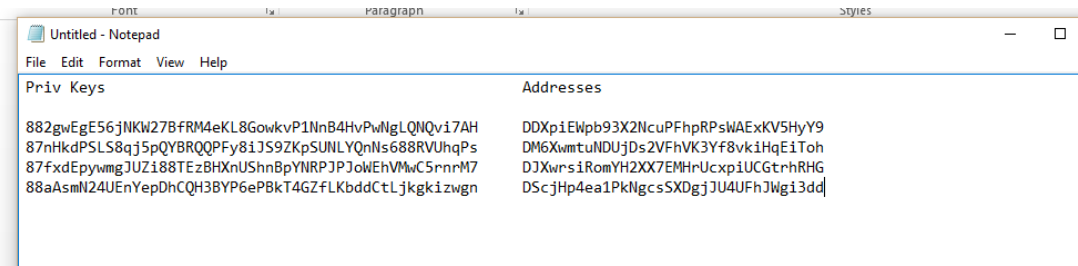 Font Paragraph Styles
Untitled - Notepad
File Edit Format View Help
Priv Keys Addresses
882gwEgE56jNKW27BfRM4eKL8GowkvP1NnB4HvPwNgLQNQvi7AH DDXpiEWpb93X2NcuPFhpRPsWAExKV5HyY9
87nHkdPSLS8qj5pQYBRQQPFy8iJS9ZKpSUNLYQnNs688RVUhqPs DM6XwmtuNDUjDs2VFhVK3Yf8vkiHqEiToh
87fxdEpywmgJUZi88TEzBHXnUShnBpYNRPJPJoWEhVMwC5rnrM7 DJXwrsiRomYH2XX7EMHrUcxpiUCGtrhRHG
88aAsmN24UEnYepDhCQH3BYP6ePBkT4GZfLKbddCtLjkgkizwgn DScjHp4ea1PkNgcsSXDgjJU4UFhJWgi3dd